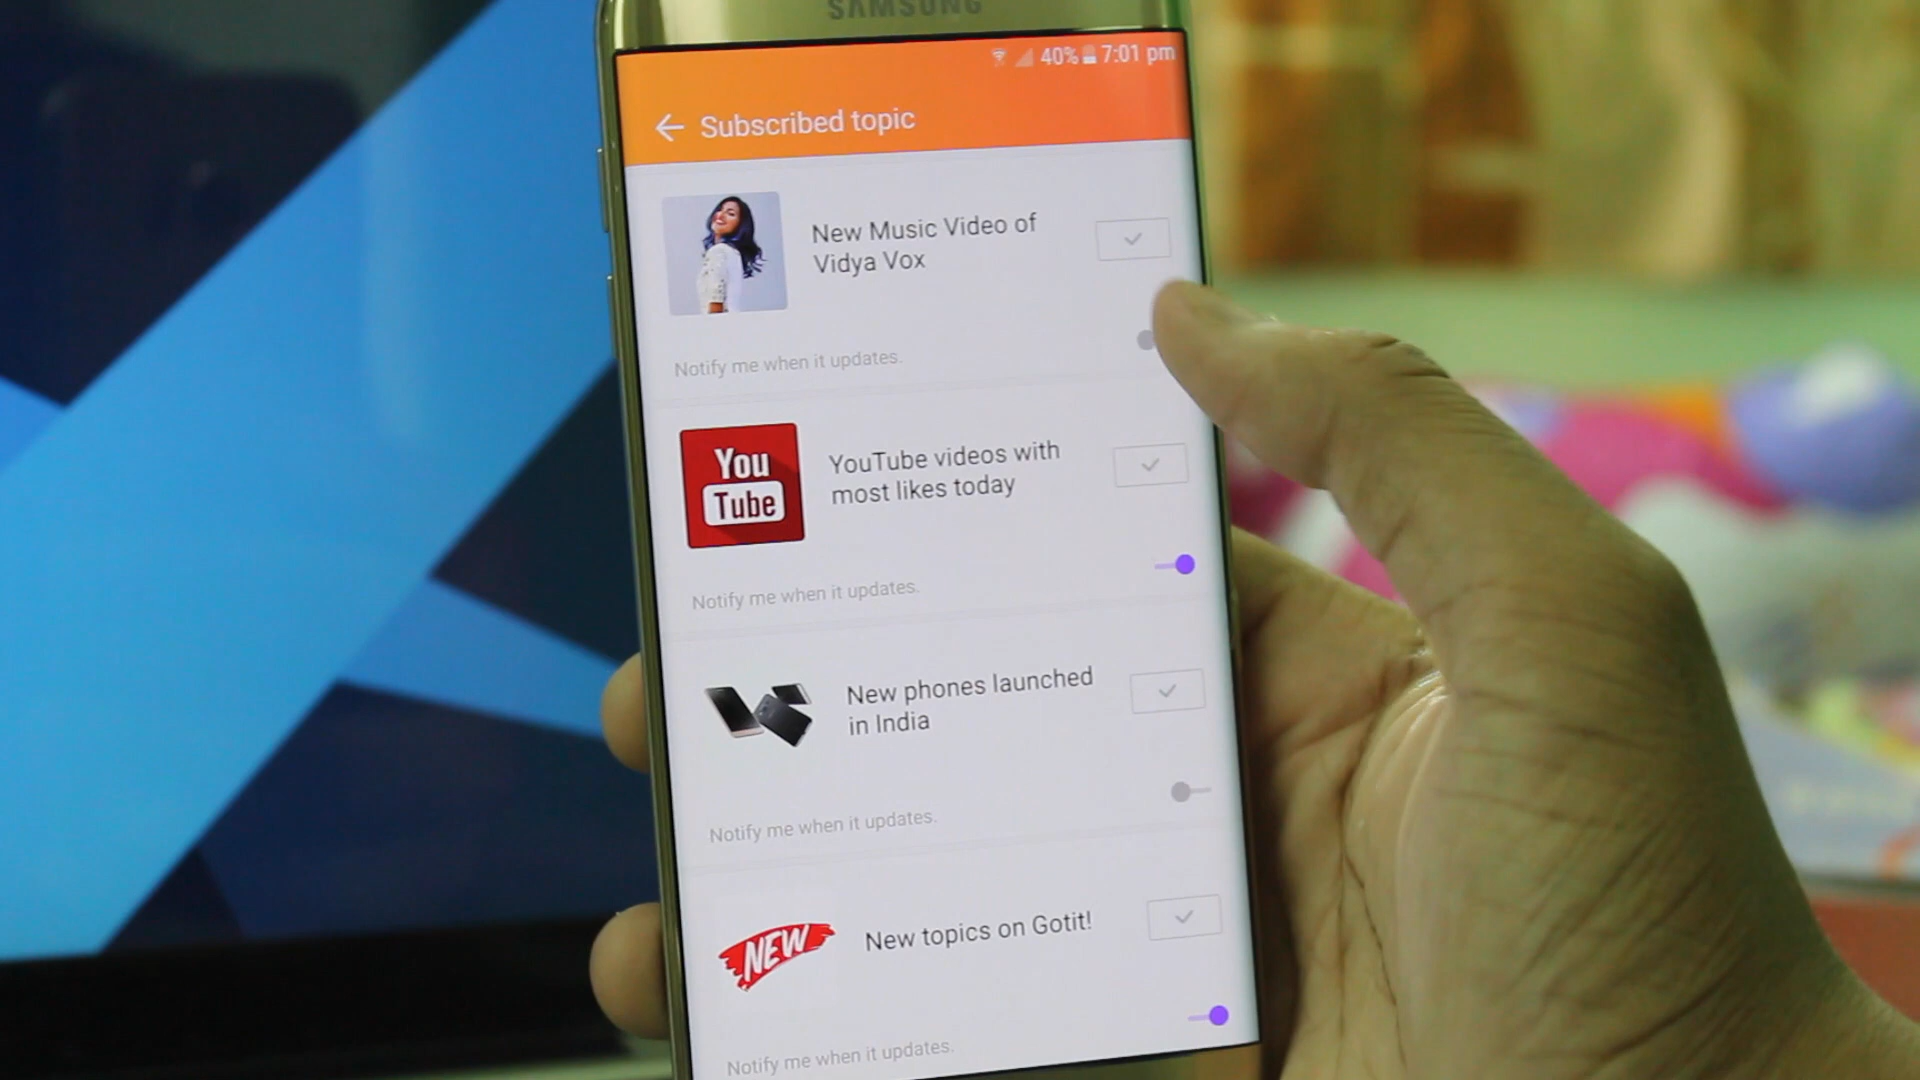 SAMSUNG
40% 7:01 pm
Subscribed topic
New Music Video of
Vidya Vox
Notify me when it updates.
You
Tube
YouTube videos with
most likes today
Notify me when it updates.
New phones launched
in India
Notify me when it updates.
NEW
New topics on Gotit!
Notify me when it updates.